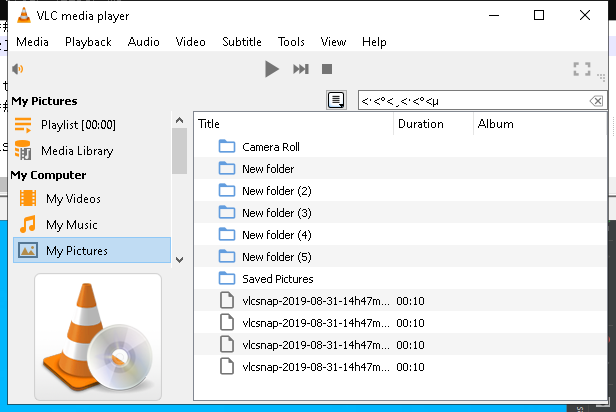 VLC media player
Media Playback Audio Video Subtitle Tools View Help
My Pictures
Playlist [00:00]
Media Library
My Computer
My Videos
My Music
My Pictures
Title Duration Album
Camera Roll
New folder
New folder (2)
New folder (3)
New folder (4)
New folder (5)
Saved Pictures
vlcsnap-2019-08-31-14h47m... 00:10
vlcsnap-2019-08-31-14h47m... 00:10
vlcsnap-2019-08-31-14h47m... 00:10
vlcsnap-2019-08-31-14h47m... 00:10